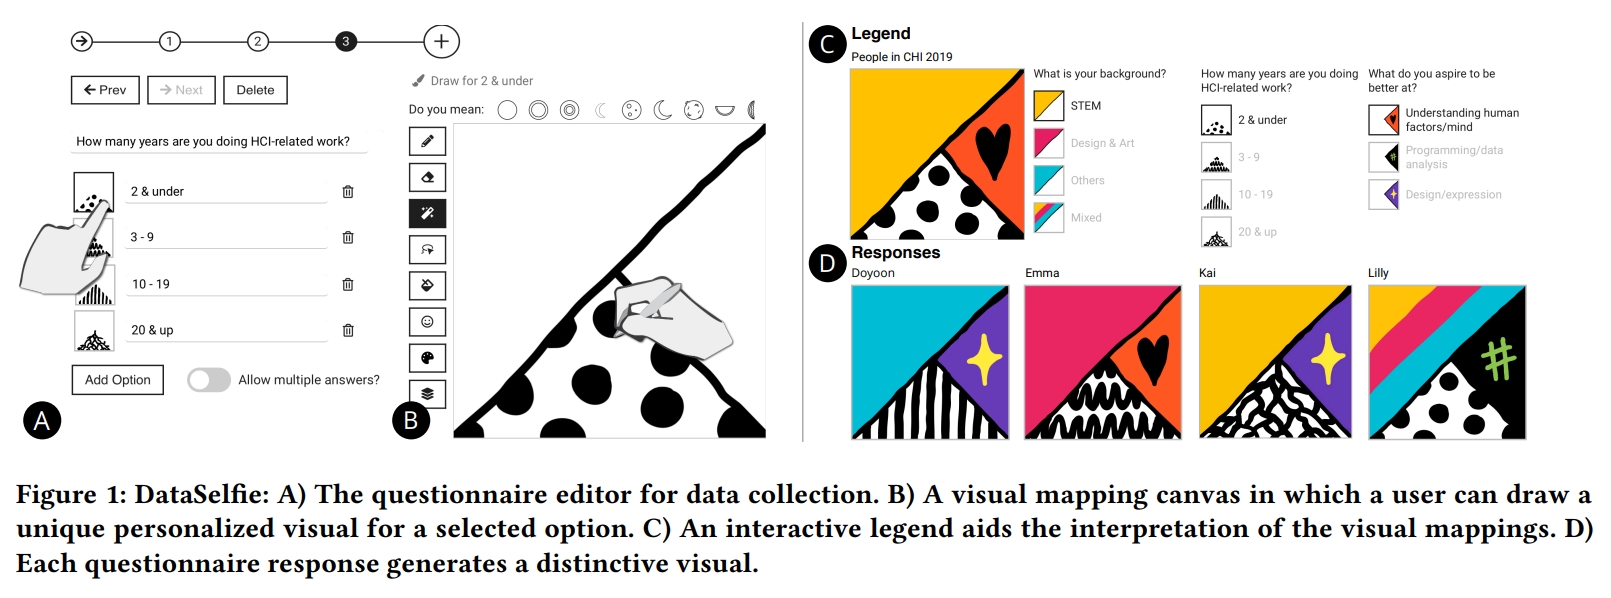 1
2
3
+
← Prev
→ Next
Delete
How many years are you doing HCI-related work?
2 & under
3 - 9
10 - 19
20 & up
Add Option
Allow multiple answers?
A
Draw for 2 & under
Do you mean:
B
C
Legend
People in CHI 2019
What is your background?
STEM
Design & Art
Others
Mixed
How many years are you doing
HCI-related work?
2 & under
3 - 9
10 - 19
20 & up
What do you aspire to be
better at?
Understanding human
factors/mind
Programming/data
analysis
Design/expression
D
Responses
Doyoon
Emma
Kai
Lilly
#
Figure 1: DataSelfie: A) The questionnaire editor for data collection. B) A visual mapping canvas in which a user can draw a
unique personalized visual for a selected option. C) An interactive legend aids the interpretation of the visual mappings. D)
Each questionnaire response generates a distinctive visual.